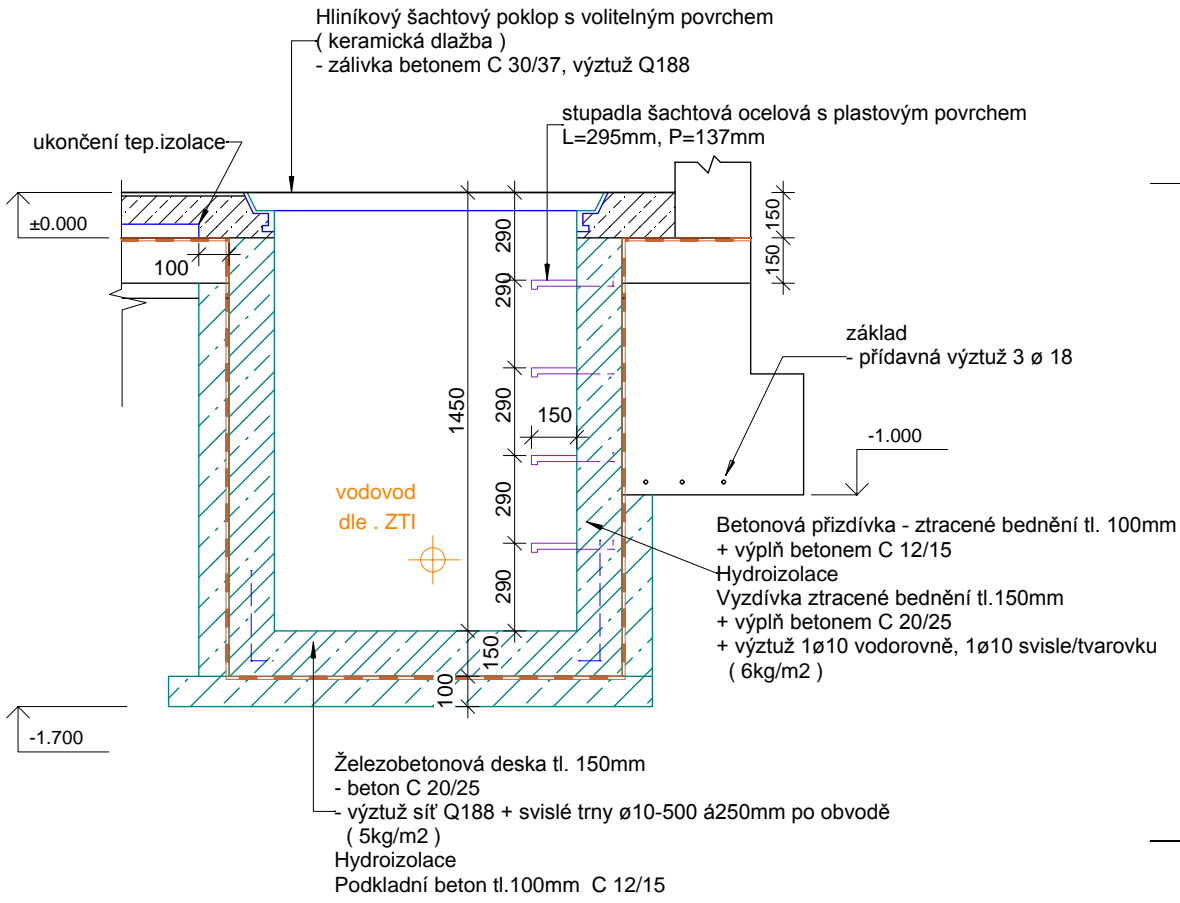 Hliníkový šachtový poklop s volitelným povrchem
( keramická dlažba )
- zálivka betonem C 30/37, výztuž Q188
stupadla šachtová ocelová s plastovým povrchem
L=295mm, P=137mm
ukončení tep.izolace
±0.000
100
290
290
290
290
290
1450
150
150
150
základ
- přídavná výztuž 3 ø 18
-1.000
vodovod
dle . ZTI
Betonová přizdívka - ztracené bednění tl. 100mm
+ výplň betonem C 12/15
Hydroizolace
Vyzdívka ztracené bednění tl.150mm
+ výplň betonem C 20/25
+ výztuž 1ø10 vodorovně, 1ø10 svisle/tvarovku
( 6kg/m2 )
150
100
-1.700
Železobetonová deska tl. 150mm
- beton C 20/25
- výztuž síť Q188 + svislé trny ø10-500 á250mm po obvodě
( 5kg/m2 )
Hydroizolace
Podkladní beton tl.100mm  C 12/15